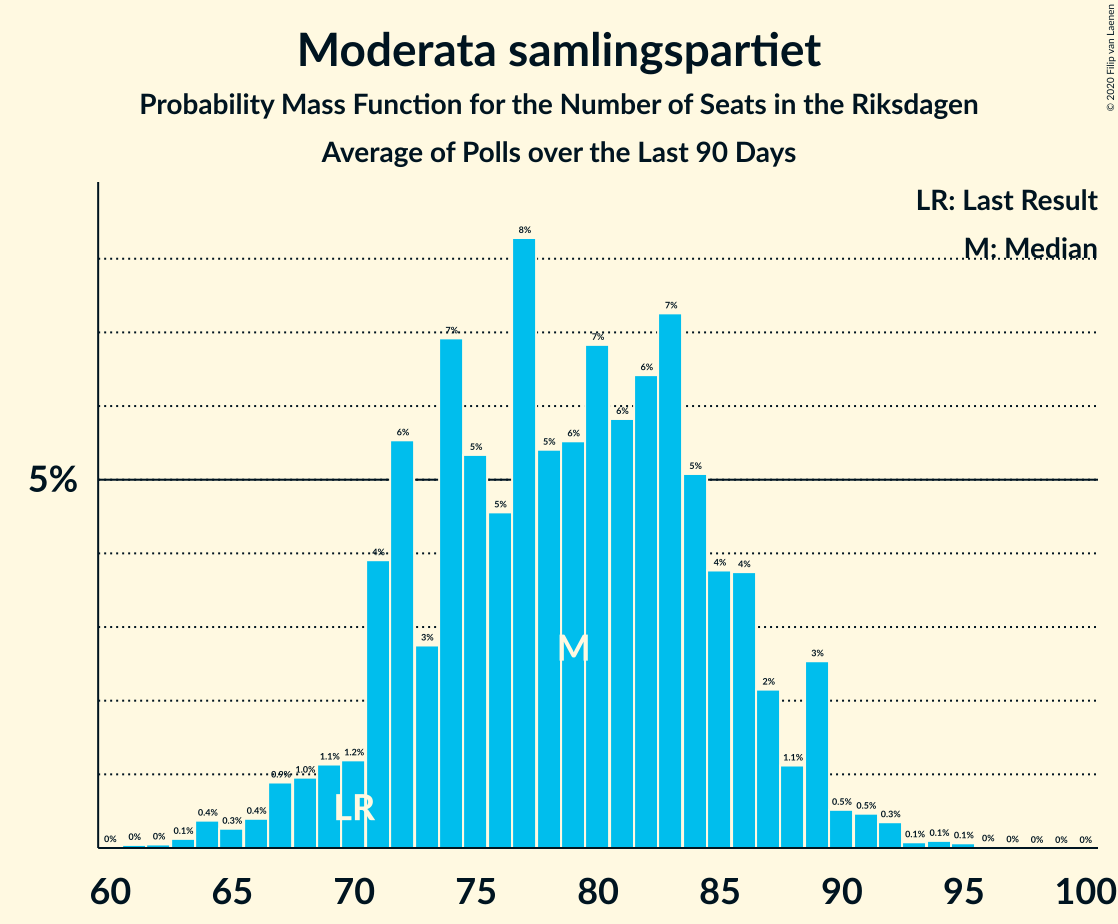 © 2020 Filip van Laenen
Moderata samlingspartiet
Probability Mass Function for the Number of Seats in the Riksdagen
Average of Polls over the Last 90 Days
LR: Last Result
M: Median
5%
0% 0% 0% 0.1% 0.4% 0.3% 0.4% 0.9% 1.0% 1.1% 1.2% 4% 6% 3% 7% 5% 5% 8% 5% 6% 7% 6% 6% 7% 5% 4% 4% 2% 1.1% 3% 0.5% 0.5% 0.3% 0.1% 0.1% 0.1% 0% 0% 0% 0% 0%
M
LR
60 65 70 75 80 85 90 95 100